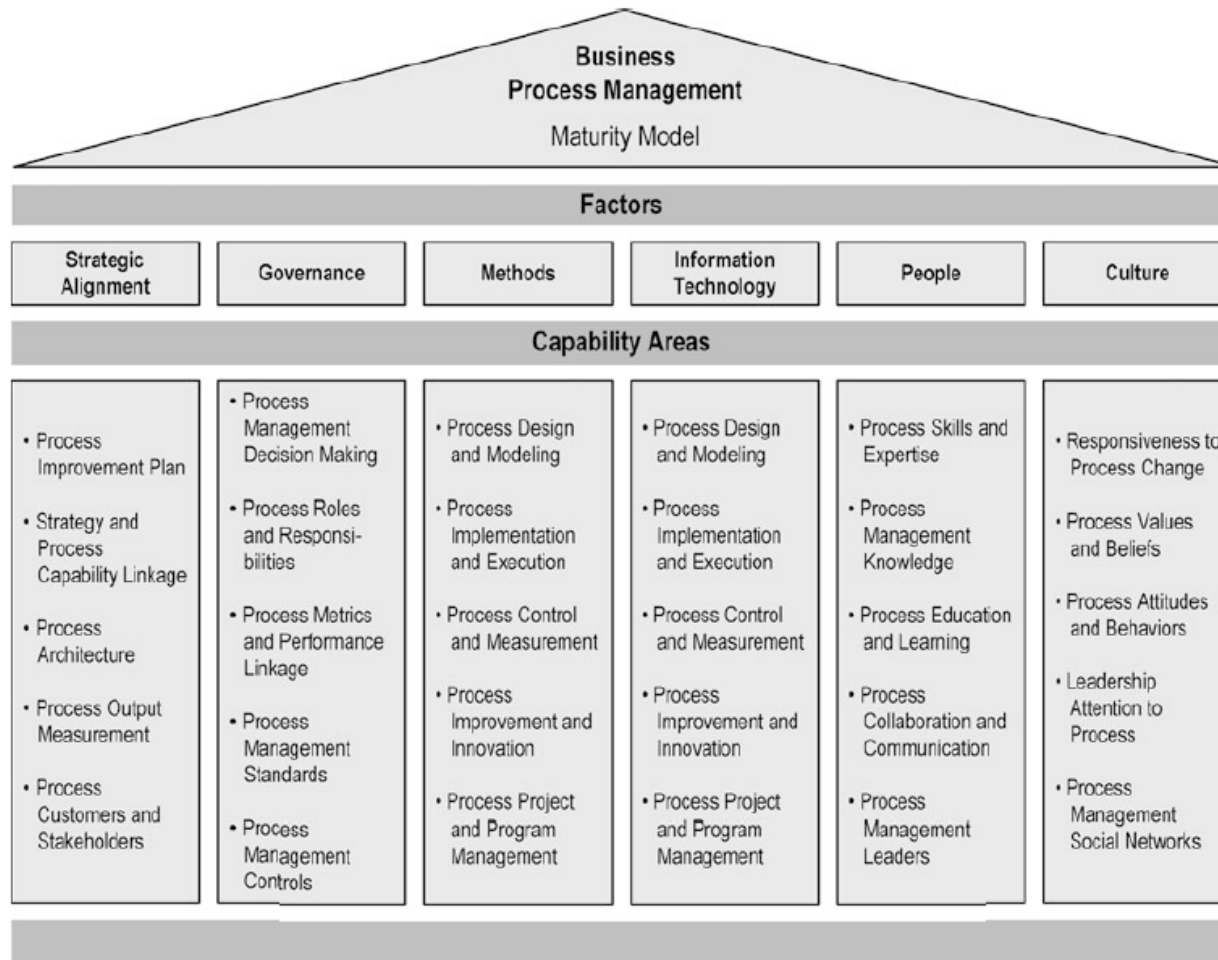 Business
Process Management
Maturity Model
Factors
Strategic
Alignment
Governance
Methods
Information
Technology
People
Culture
Capability Areas
• Process
Improvement Plan
• Strategy and
Process
Capability Linkage
• Process
Architecture
• Process Output
Measurement
• Process
Customers and
Stakeholders
• Process
Management
Decision Making
• Process Roles
and Responsi-
bilities
• Process Metrics
and Performance
Linkage
• Process
Management
Standards
• Process
Management
Controls
• Process Design
and Modeling
• Process
Implementation
and Execution
• Process Control
and Measurement
• Process
Improvement and
Innovation
• Process Project
and Program
Management
• Process Design
and Modeling
• Process
Implementation
and Execution
• Process Control
and Measurement
• Process
Improvement and
Innovation
• Process Project
and Program
Management
• Process Skills and
Expertise
• Process
Management
Knowledge
• Process Education
and Learning
• Process
Collaboration and
Communication
• Process
Management
Leaders
• Responsiveness to
Process Change
• Process Values
and Beliefs
• Process Attitudes
and Behaviors
• Leadership
Attention to
Process
• Process
Management
Social Networks